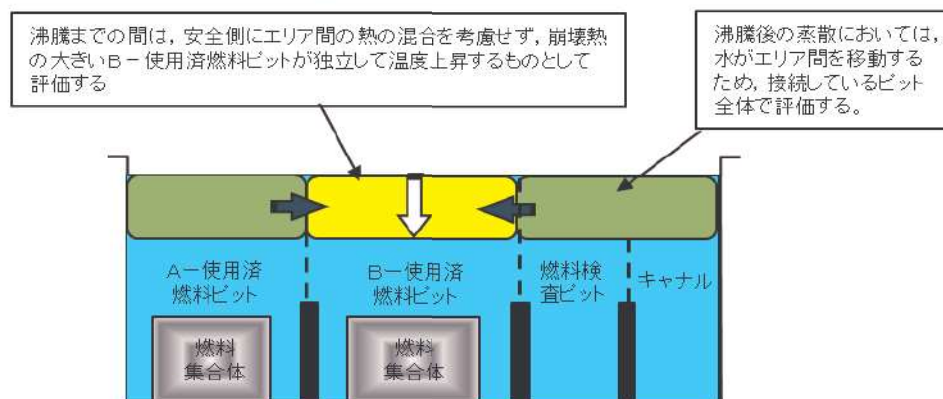 沸騰までの間は，安全側にエリア間の熱の混合を考慮せず，崩壊熱
の大きいＢ－使用済燃料ピットが独立して温度上昇するものとして
評価する
沸騰後の蒸散においては，
水がエリア間を移動する
ため，接続しているピット
全体で評価する。
Ａ－使用済
燃料ピット
Ｂ－使用済
燃料ピット
燃料検
査ピット
キャナル
燃料
集合体
燃料
集合体